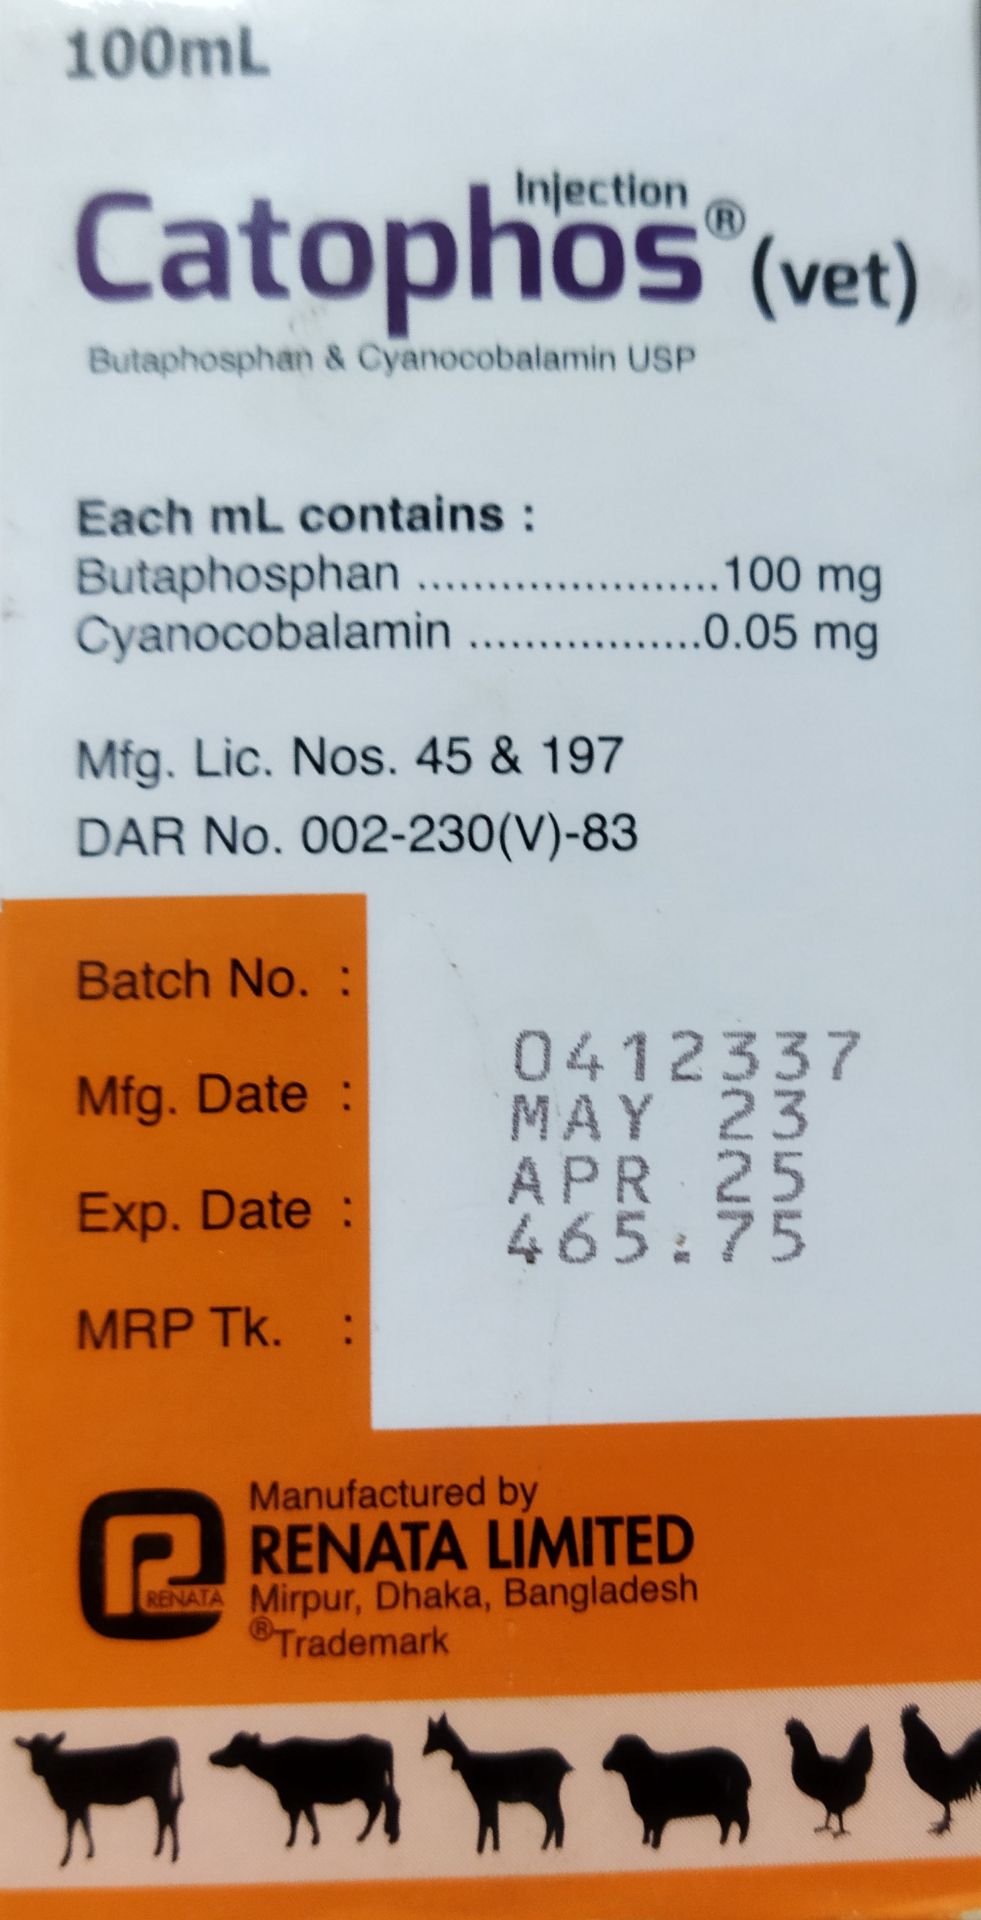 100mL
Injection
Catophos® (vet)
Butaphosphan & Cyanocobalamin USP
Each mL contains :
Butaphosphan ......................100 mg
Cyanocobalamin .................0.05 mg
Mfg. Lic. Nos. 45 & 197
DAR No. 002-230(V)-83
Batch No. :
Mfg. Date :
Exp. Date :
MRP Tk. :
0412337
MAY 23
APR 25
465.75
RENATA
Manufactured by
RENATA LIMITED
Mirpur, Dhaka, Bangladesh
®Trademark